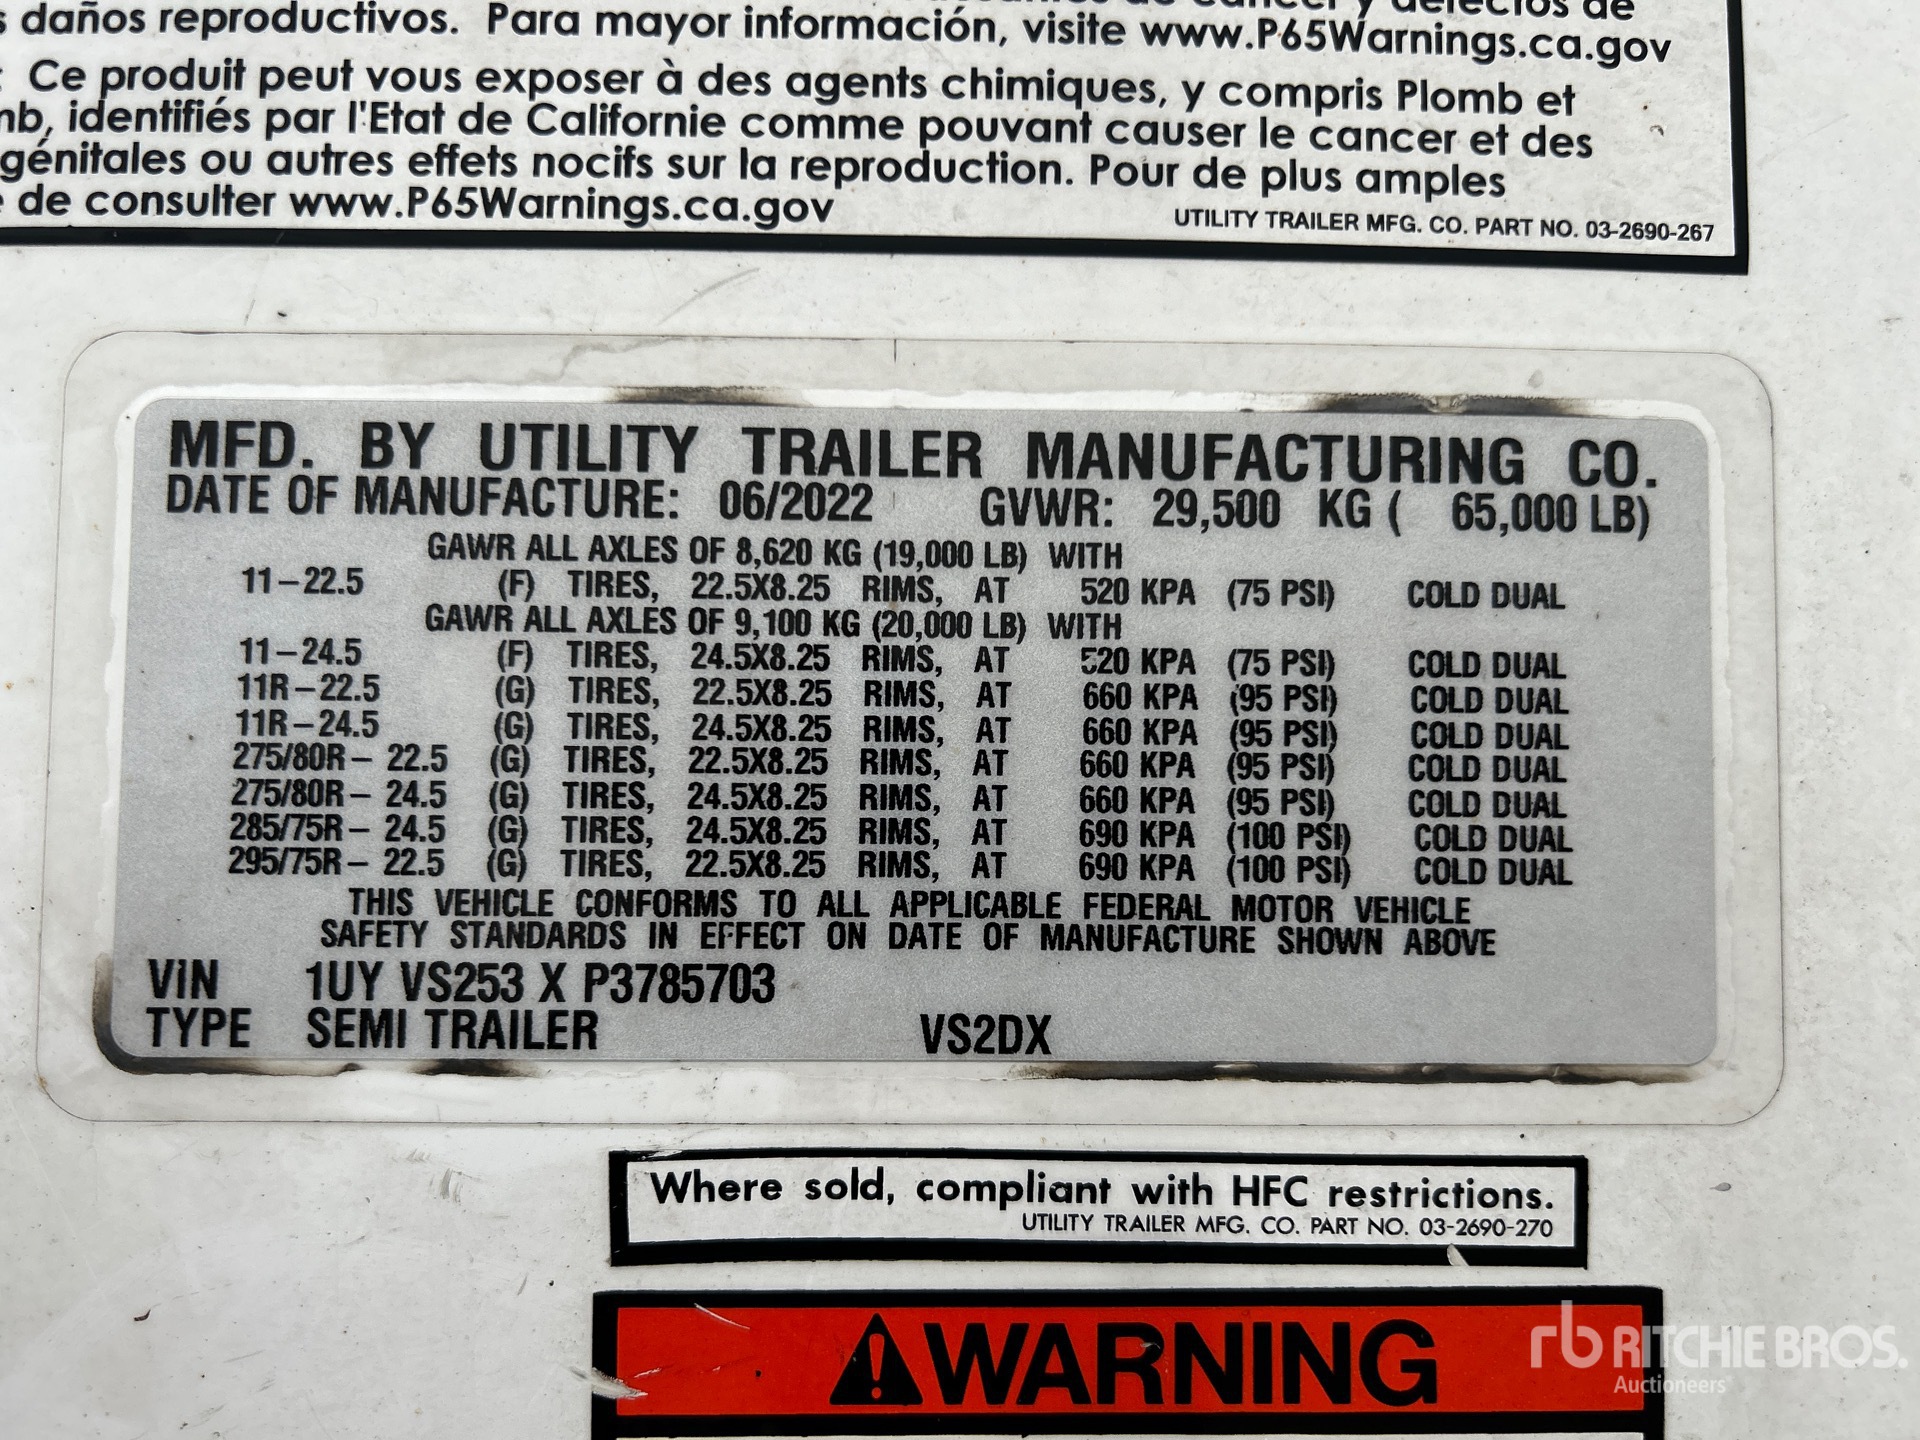 s daños reproductivos. Para mayor información, visite www.P65Warnings.ca.gov
: Ce produit peut vous exposer à des agents chimiques, y compris Plomb et
mb, identifiés par l'Etat de Californie comme pouvant causer le cancer et des
génitales ou autres effets nocifs sur la reproduction. Pour de plus amples
e de consulter www.P65Warnings.ca.gov
UTILITY TRAILER MFG. CO. PART NO. 03-2690-267
MFD. BY UTILITY TRAILER MANUFACTURING CO.
DATE OF MANUFACTURE: 06/2022 GVWR: 29,500 KG ( 65,000 LB)
GAWR ALL AXLES OF 8,620 KG (19,000 LB) WITH
11-22.5 (F) TIRES, 22.5X8.25 RIMS, AT 520 KPA (75 PSI) COLD DUAL
GAWR ALL AXLES OF 9,100 KG (20,000 LB) WITH
11-24.5 (F) TIRES, 24.5X8.25 RIMS, AT 520 KPA (75 PSI) COLD DUAL
11R-22.5 (G) TIRES, 22.5X8.25 RIMS, AT 660 KPA (95 PSI) COLD DUAL
11R-24.5 (G) TIRES, 24.5X8.25 RIMS, AT 660 KPA (95 PSI) COLD DUAL
275/80R- 22.5 (G) TIRES, 22.5X8.25 RIMS, AT 660 KPA (95 PSI) COLD DUAL
275/80R- 24.5 (G) TIRES, 24.5X8.25 RIMS, AT 660 KPA (95 PSI) COLD DUAL
285/75R- 24.5 (G) TIRES, 24.5X8.25 RIMS, AT 690 KPA (100 PSI) COLD DUAL
295/75R- 22.5 (G) TIRES, 22.5X8.25 RIMS, AT 690 KPA (100 PSI) COLD DUAL
THIS VEHICLE CONFORMS TO ALL APPLICABLE FEDERAL MOTOR VEHICLE
SAFETY STANDARDS IN EFFECT ON DATE OF MANUFACTURE SHOWN ABOVE
VIN 1UY VS253 X P3785703
TYPE SEMI TRAILER VS2DX
Where sold, compliant with HFC restrictions.
UTILITY TRAILER MFG. CO. PART NO. 03-2690-270
WARNING
rb RITCHIE BROS.
Auctioneers